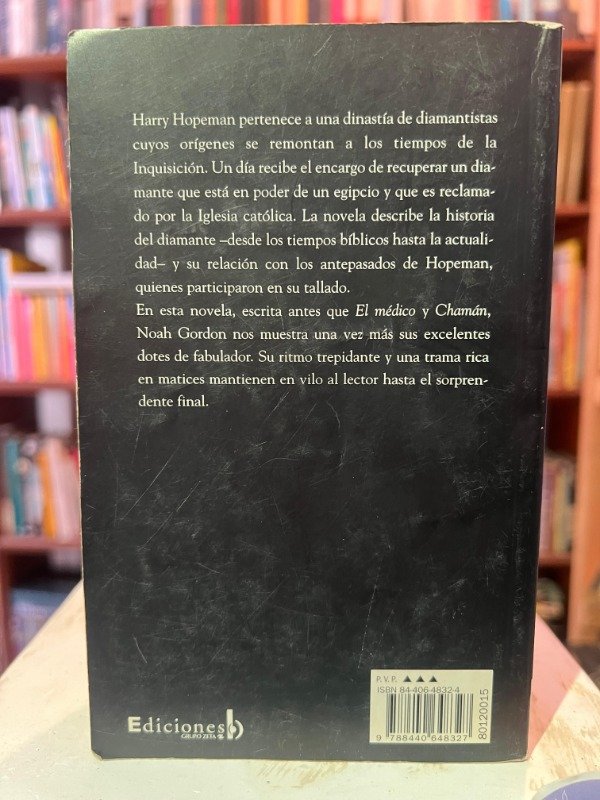 Harry Hopeman pertenece a una dinastía de diamantistas
cuyos orígenes se remontan a los tiempos de la
Inquisición. Un día recibe el encargo de recuperar un dia-
mante que está en poder de un egipcio y que es reclama-
do por la Iglesia católica. La novela describe la historia
del diamante –desde los tiempos bíblicos hasta la actuali-
dad– y su relación con los antepasados de Hopeman,
quienes participaron en su tallado.
En esta novela, escrita antes que El médico y Chamán,
Noah Gordon nos muestra una vez más sus excelentes
dotes de fabulador. Su ritmo trepidante y una trama rica
en matices mantienen en vilo al lector hasta el sorpren-
dente final.
P.V.P. ▲▲▲
ISBN 84-406-4832-4
9 788440 648327
80120015
Ediciones b
GRUPO ZETA